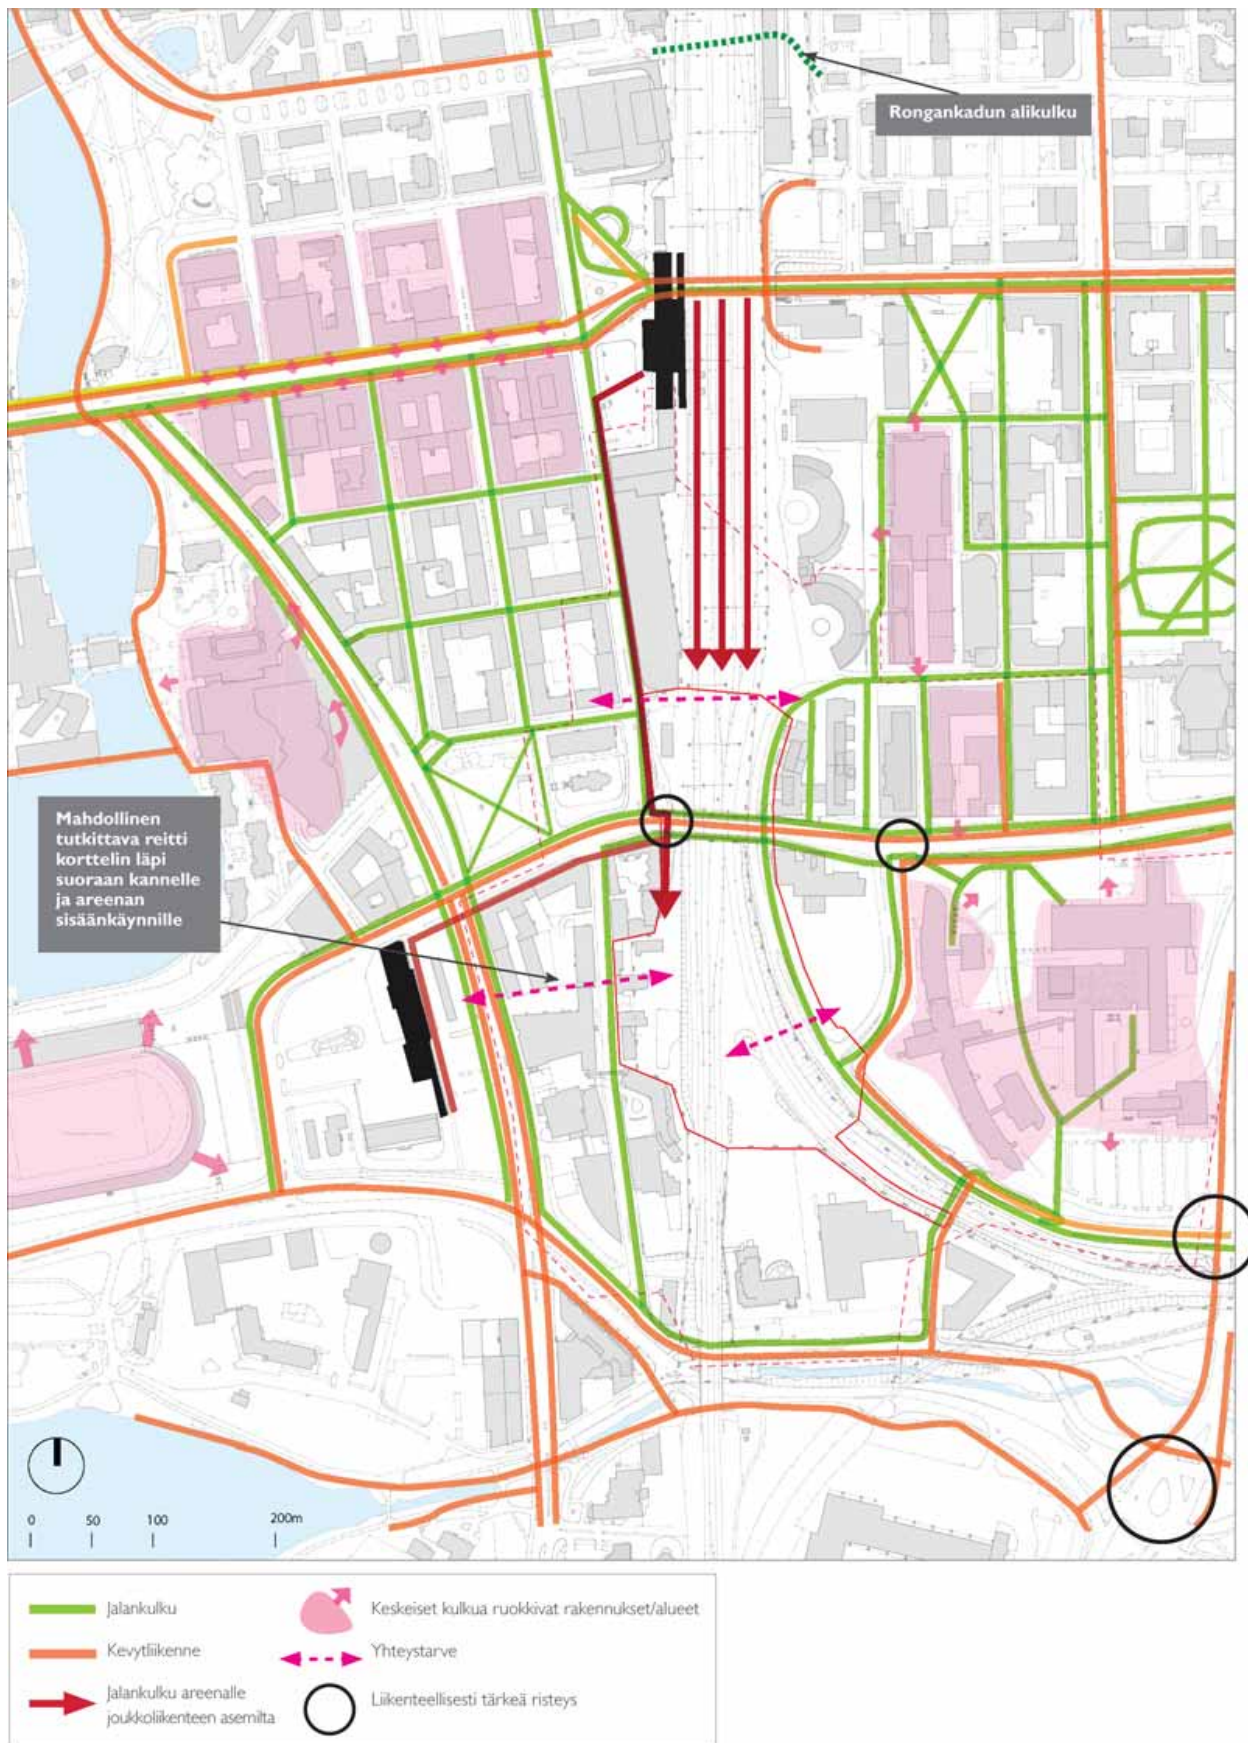 Rongankadun alikulku
Mahdollinen
tutkittava reitti
korttelin läpi
suoraan kannelle
ja areenan
sisäänkäynnille
0 50 100 200m
Jalankulku
Kevytliikenne
Jalankulku areenalle
joukkoliikenteen asemilta
Keskeiset kulkua ruokkivat rakennukset/alueet
Yhteystarve
Liikenteellisesti tärkeä risteys